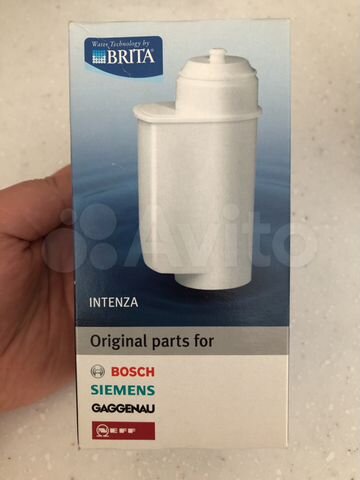 Water Technology by
BRITA
Avito
INTENZA
Original parts for
BOSCH
SIEMENS
GAGGENAU
NEFF